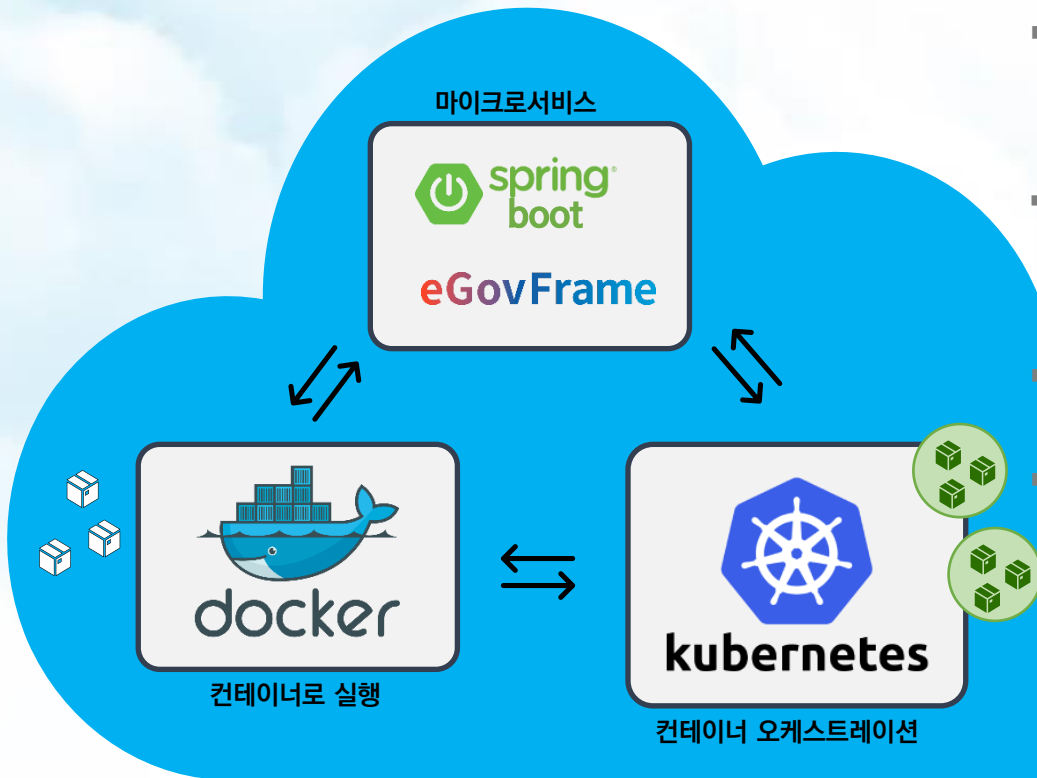 마이크로서비스
spring®
boot
eGovFrame
docker
컨테이너로 실행
kubernetes
컨테이너 오케스트레이션